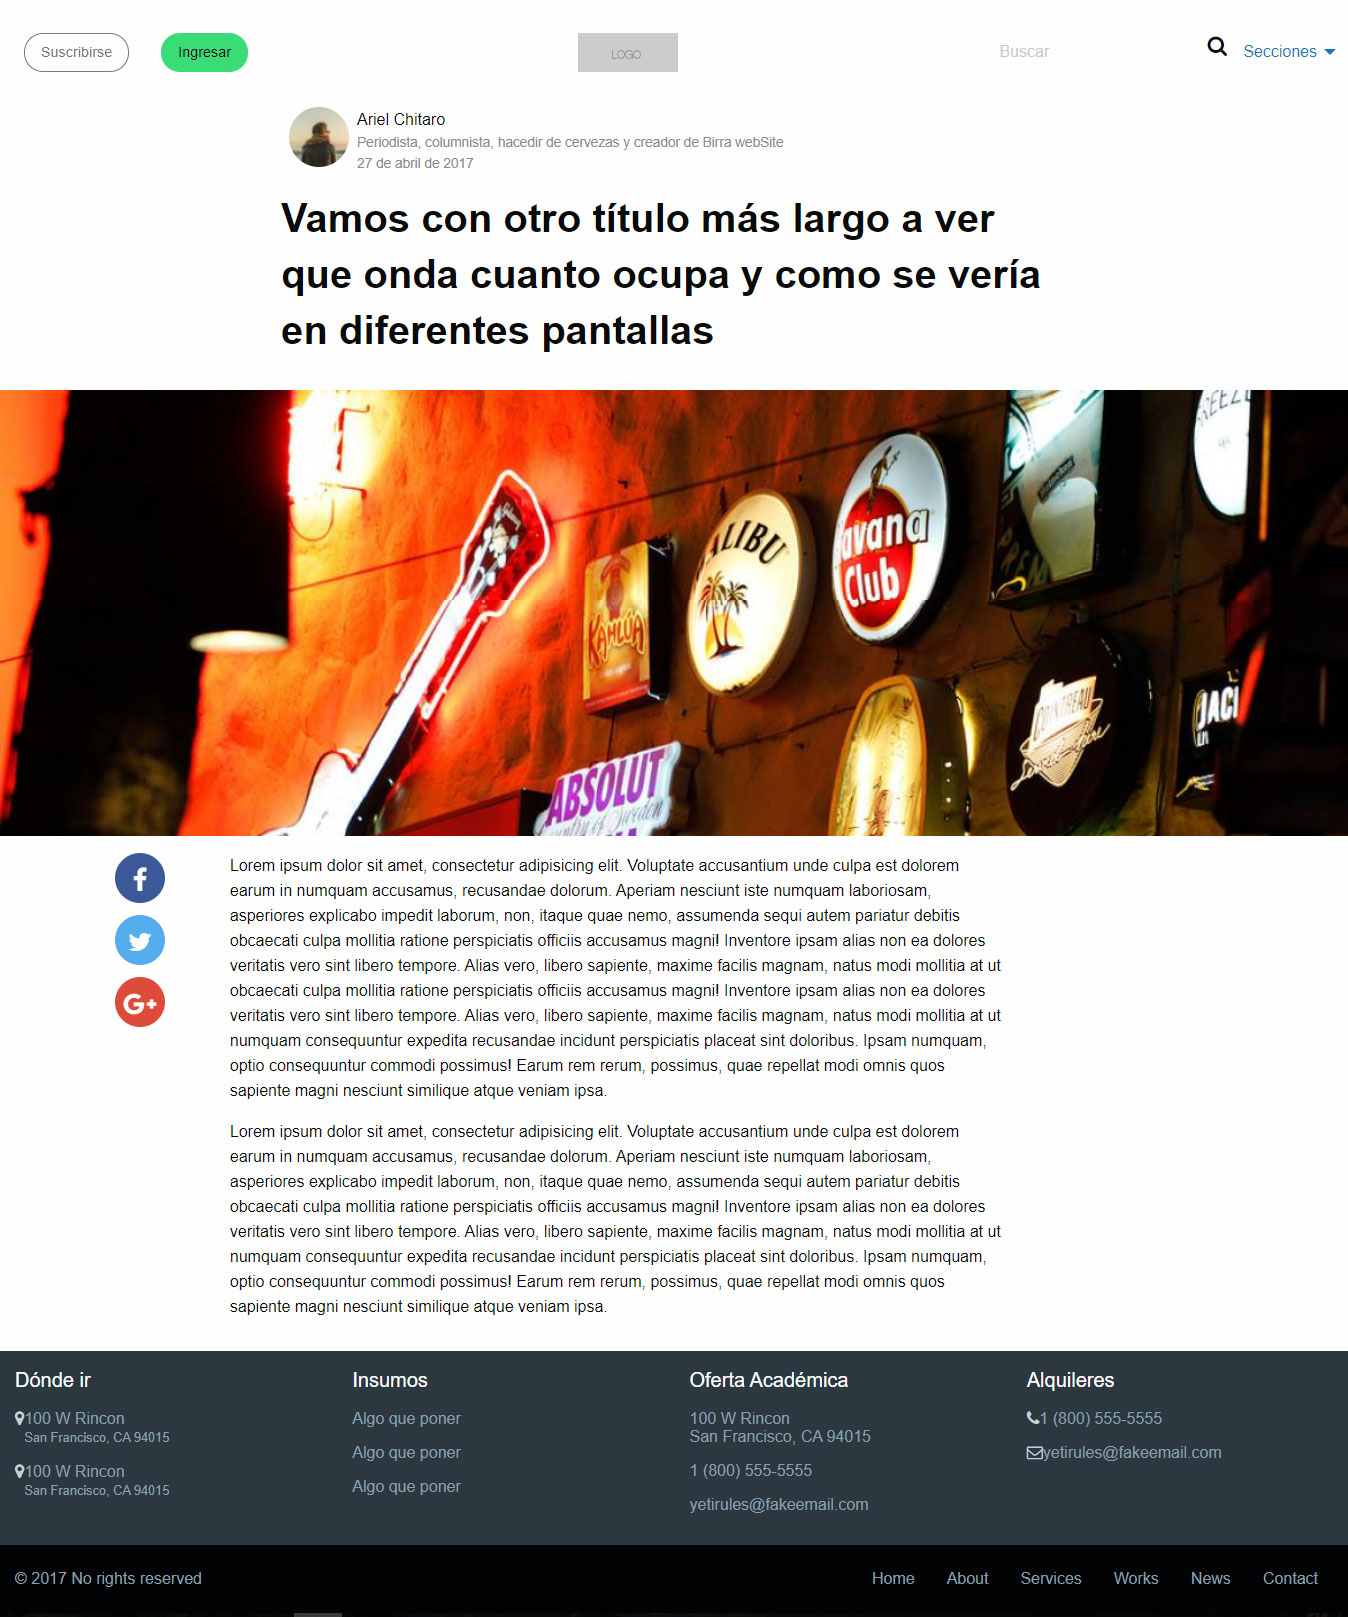 Suscribirse
Ingresar
LOGO
Buscar
Secciones
Ariel Chitaro
Periodista, columnista, hacedir de cervezas y creador de Birra webSite
27 de abril de 2017
Vamos con otro título más largo a ver
que onda cuanto ocupa y como se vería
en diferentes pantallas
REEZ
MALIBU
avana
Club
KAHLÚA
COINTREAU
JACK
ABSOLUT
Country of Sweden
Lorem ipsum dolor sit amet, consectetur adipisicing elit. Voluptate accusantium unde culpa est dolorem
earum in numquam accusamus, recusandae dolorum. Aperiam nesciunt iste numquam laboriosam,
asperiores explicabo impedit laborum, non, itaque quae nemo, assumenda sequi autem pariatur debitis
obcaecati culpa mollitia ratione perspiciatis officiis accusamus magni! Inventore ipsam alias non ea dolores
veritatis vero sint libero tempore. Alias vero, libero sapiente, maxime facilis magnam, natus modi mollitia at ut
obcaecati culpa mollitia ratione perspiciatis officiis accusamus magni! Inventore ipsam alias non ea dolores
veritatis vero sint libero tempore. Alias vero, libero sapiente, maxime facilis magnam, natus modi mollitia at ut
numquam consequuntur expedita recusandae incidunt perspiciatis placeat sint doloribus. Ipsam numquam,
optio consequuntur commodi possimus! Earum rem rerum, possimus, quae repellat modi omnis quos
sapiente magni nesciunt similique atque veniam ipsa.
Lorem ipsum dolor sit amet, consectetur adipisicing elit. Voluptate accusantium unde culpa est dolorem
earum in numquam accusamus, recusandae dolorum. Aperiam nesciunt iste numquam laboriosam,
asperiores explicabo impedit laborum, non, itaque quae nemo, assumenda sequi autem pariatur debitis
obcaecati culpa mollitia ratione perspiciatis officiis accusamus magni! Inventore ipsam alias non ea dolores
veritatis vero sint libero tempore. Alias vero, libero sapiente, maxime facilis magnam, natus modi mollitia at ut
numquam consequuntur expedita recusandae incidunt perspiciatis placeat sint doloribus. Ipsam numquam,
optio consequuntur commodi possimus! Earum rem rerum, possimus, quae repellat modi omnis quos
sapiente magni nesciunt similique atque veniam ipsa.
Dónde ir
100 W Rincon
San Francisco, CA 94015
100 W Rincon
San Francisco, CA 94015
Insumos
Algo que poner
Algo que poner
Algo que poner
Oferta Académica
100 W Rincon
San Francisco, CA 94015
1 (800) 555-5555
yetirules@fakeemail.com
Alquileres
1 (800) 555-5555
yetirules@fakeemail.com
© 2017 No rights reserved
Home About Services Works News Contact